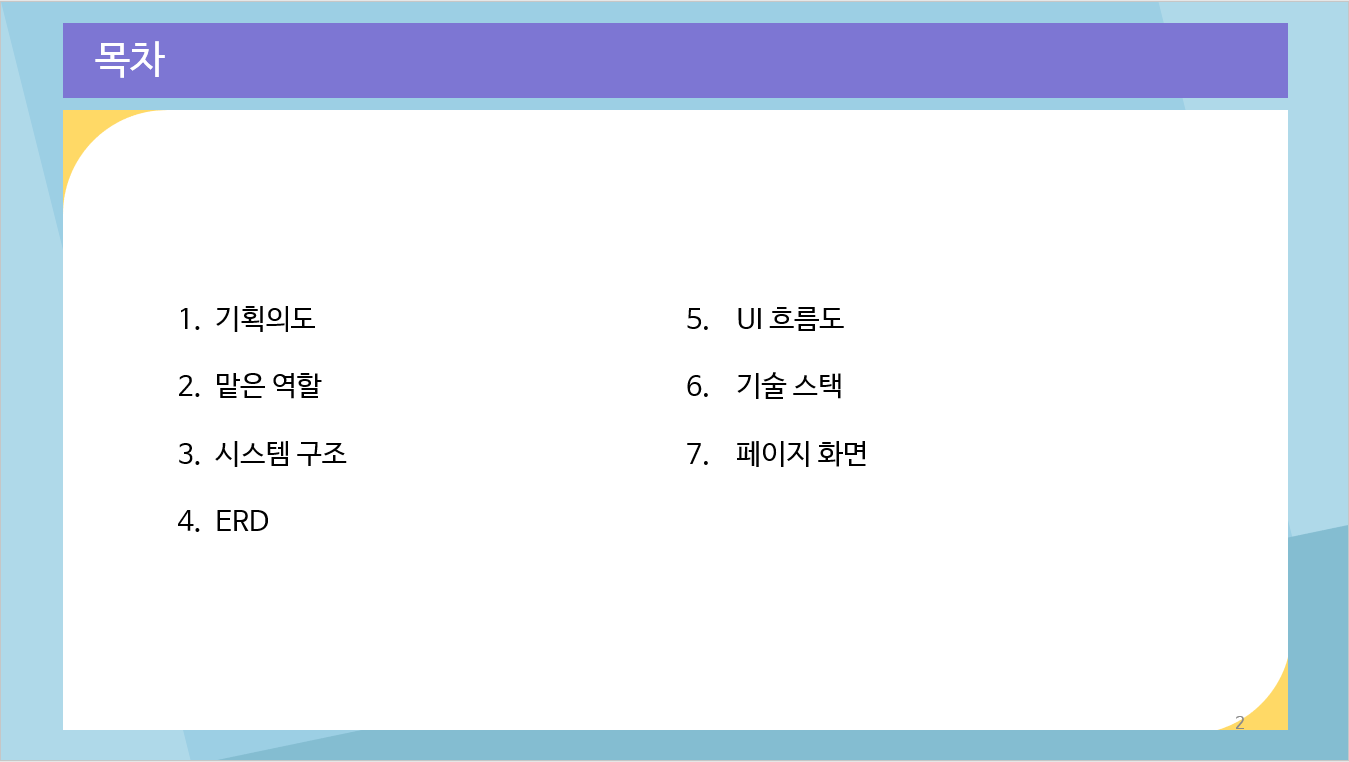 목차
1. 기획의도
2. 맡은 역할
3. 시스템 구조
4. ERD
5. UI 흐름도
6. 기술 스택
7. 페이지 화면
2